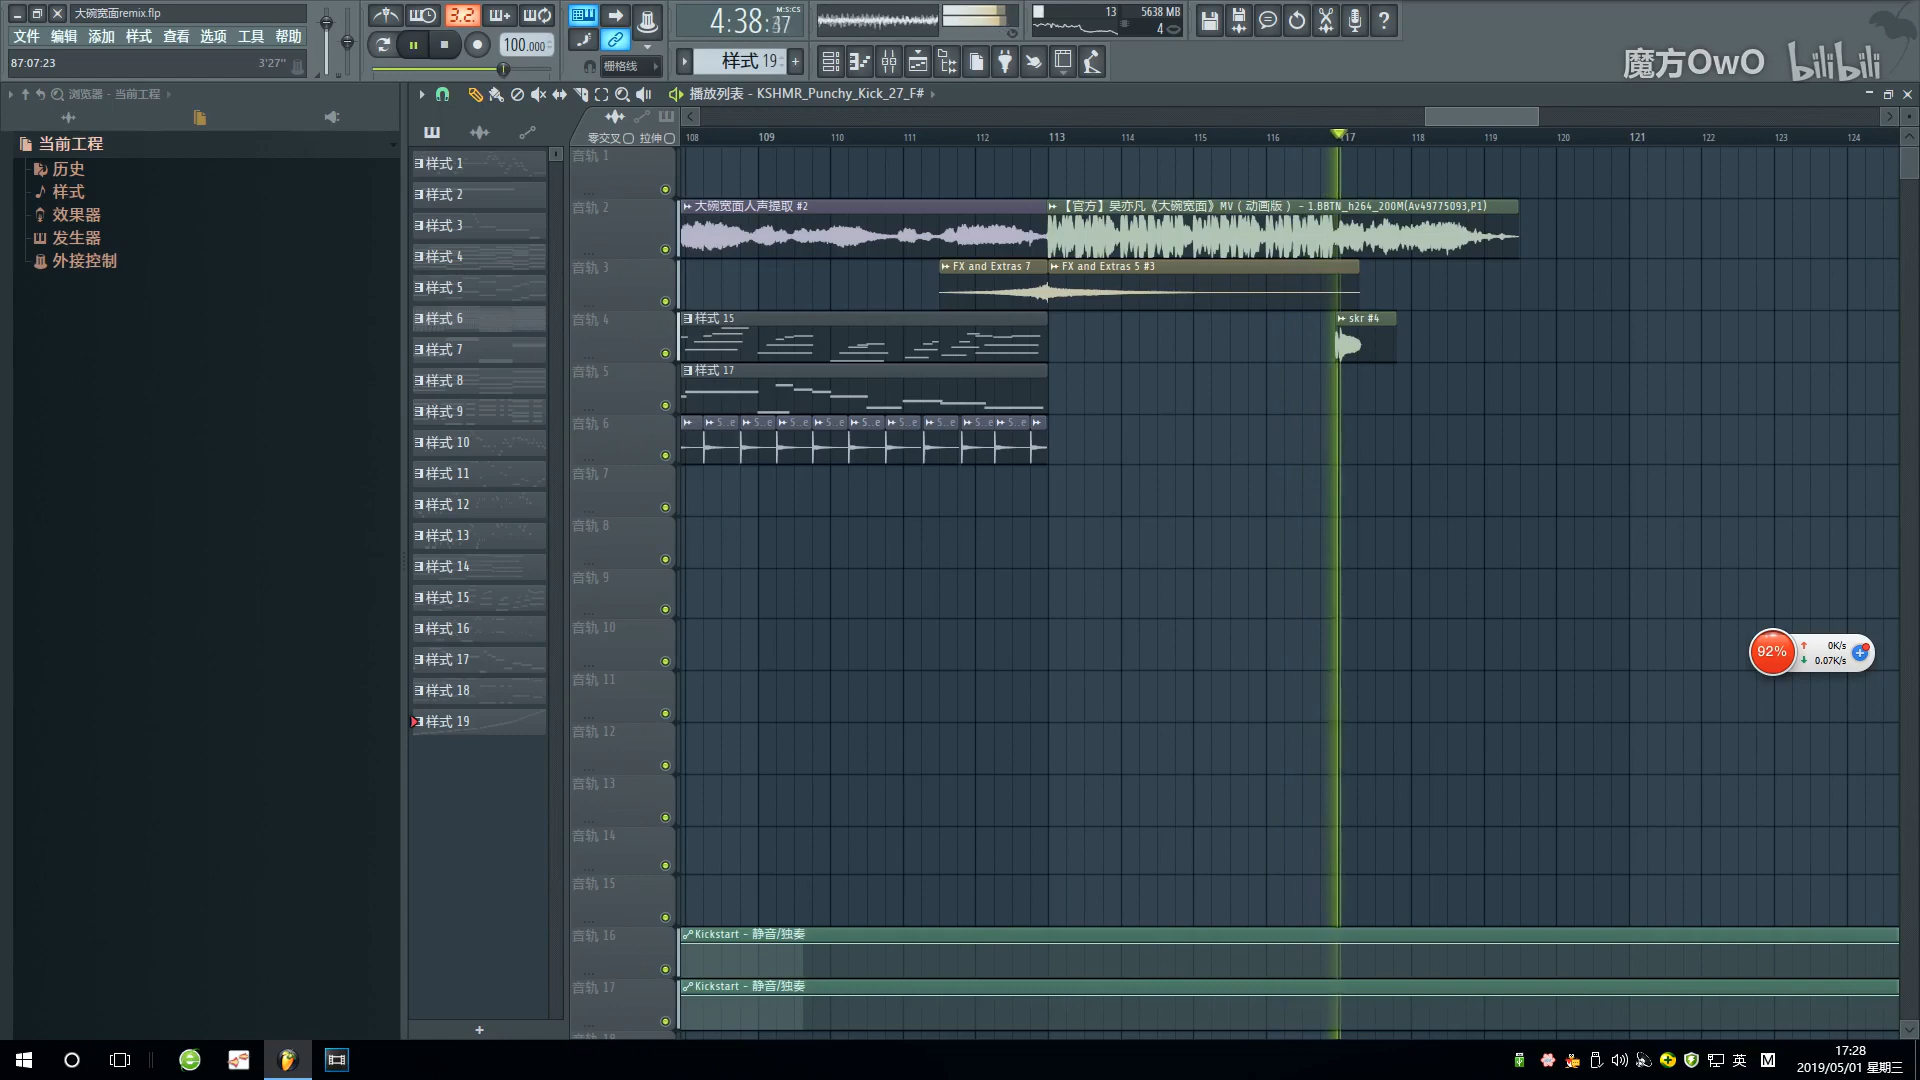 大碗宽面remix.flp
文件 编辑 添加 样式 查看 选项 工具 帮助
87:07:23
3'27"
3.2.
100.000
栅格线
4:38:37
M:S:CS
样式 19
13
5638 MB
4
魔方OwO bilibili
浏览器 - 当前工程
播放列表 - KSHMR_Punchy_Kick_27_F#
零交叉 拉伸
当前工程
历史
样式
效果器
发生器
外接控制
样式 1
样式 2
样式 3
样式 4
样式 5
样式 6
样式 7
样式 8
样式 9
样式 10
样式 11
样式 12
样式 13
样式 14
样式 15
样式 16
样式 17
样式 18
样式 19
108 109 110 111 112 113 114 115 116 117 118 119 120 121 122 123 124
音轨 1
音轨 2
大碗宽面人声提取 #2
【官方】吴亦凡《大碗宽面》MV（动画版） - 1.BBTN_h264_200M(Av49775093,P1)
音轨 3
FX and Extras 7
FX and Extras 5 #3
音轨 4
样式 15
skr #4
音轨 5
样式 17
音轨 6
S..e S..e S..e S..e S..e S..e S..e S..e S..e
音轨 7
音轨 8
音轨 9
音轨 10
音轨 11
音轨 12
音轨 13
音轨 14
音轨 15
音轨 16
Kickstart - 静音/独奏
音轨 17
Kickstart - 静音/独奏
92%
0K/s
0.07K/s
英
M
17:28
2019/05/01 星期三